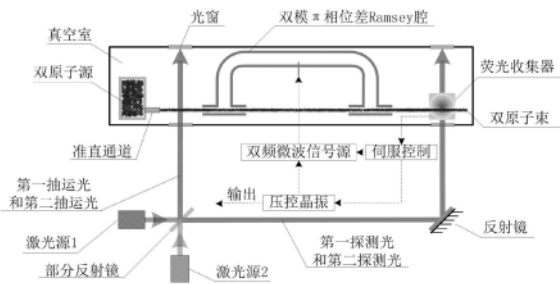 光窗
双模π相位差Ramsey腔
真空室
双原子源
荧光收集器
双原子束
准直通道
双频微波信号源
伺服控制
第一抽运光
和第二抽运光
输出
压控晶振
激光源1
反射镜
第一探测光
和第二探测光
部分反射镜
激光源2